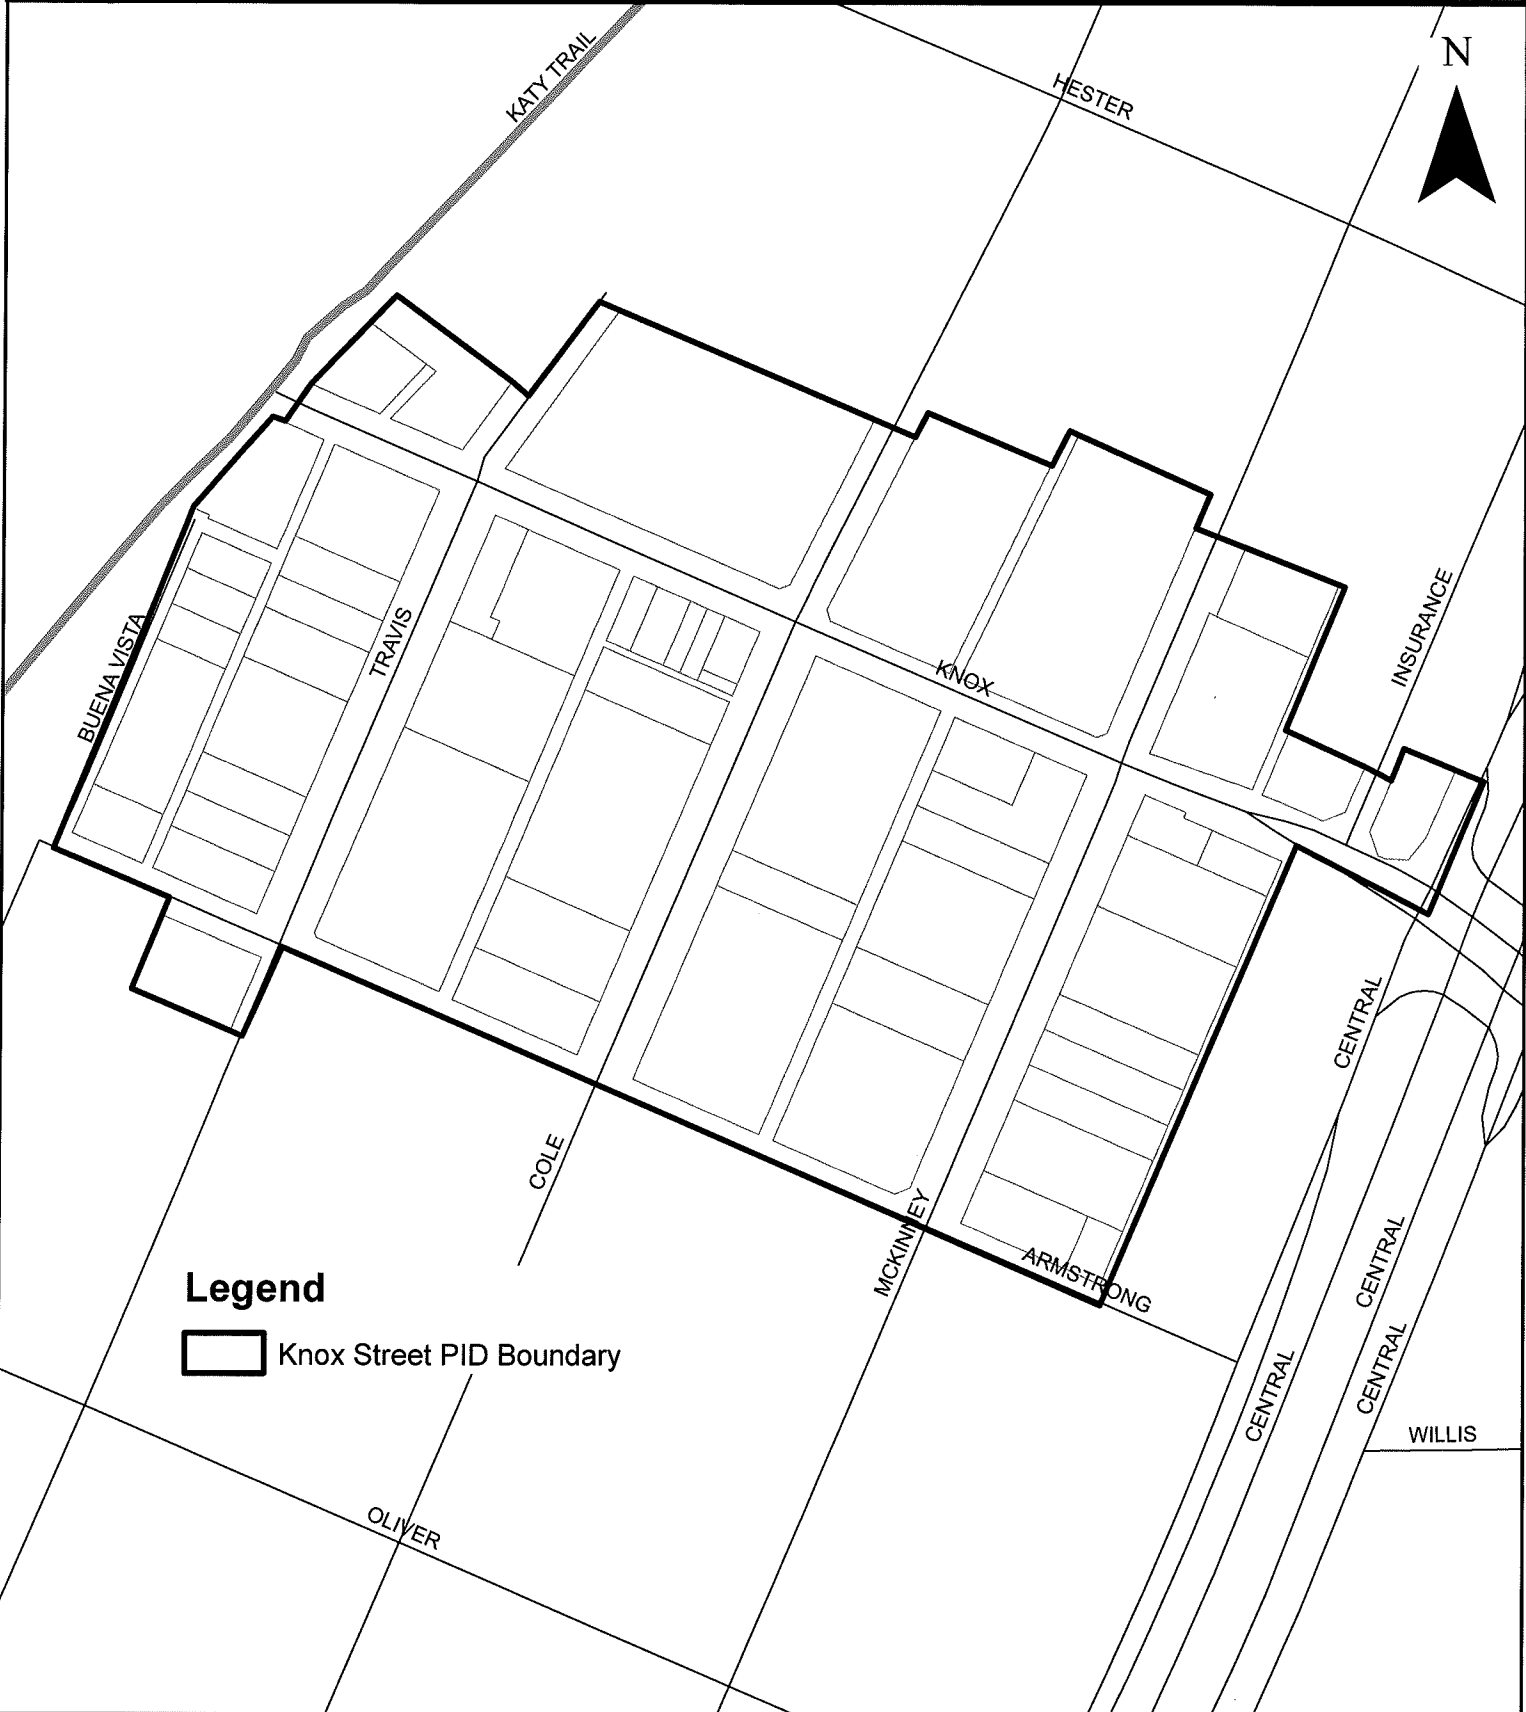 KATY TRAIL
N
HESTER
INSURANCE
BUENA VISTA
TRAVIS
KNOX
CENTRAL
COLE
MCKINNEY
ARMSTRONG
CENTRAL
CENTRAL
CENTRAL
Legend
Knox Street PID Boundary
WILLIS
OLIVER